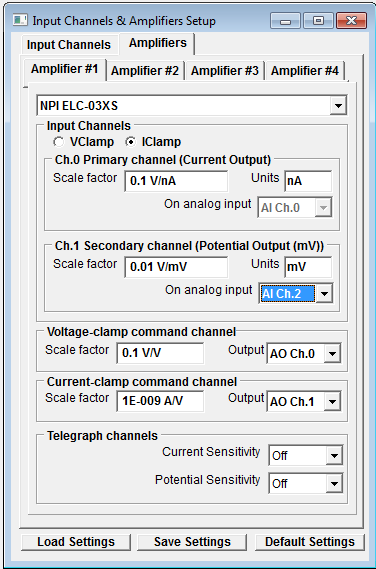 Input Channels & Amplifiers Setup
Input Channels Amplifiers
Amplifier #1 Amplifier #2 Amplifier #3 Amplifier #4
NPI ELC-03XS
Input Channels
VClamp IClamp
Ch.0 Primary channel (Current Output)
Scale factor 0.1 V/nA Units nA
On analog input AI Ch.0
Ch.1 Secondary channel (Potential Output (mV))
Scale factor 0.01 V/mV Units mV
On analog input AI Ch.2
Voltage-clamp command channel
Scale factor 0.1 V/V Output AO Ch.0
Current-clamp command channel
Scale factor 1E-009 A/V Output AO Ch.1
Telegraph channels
Current Sensitivity Off
Potential Sensitivity Off
Load Settings Save Settings Default Settings